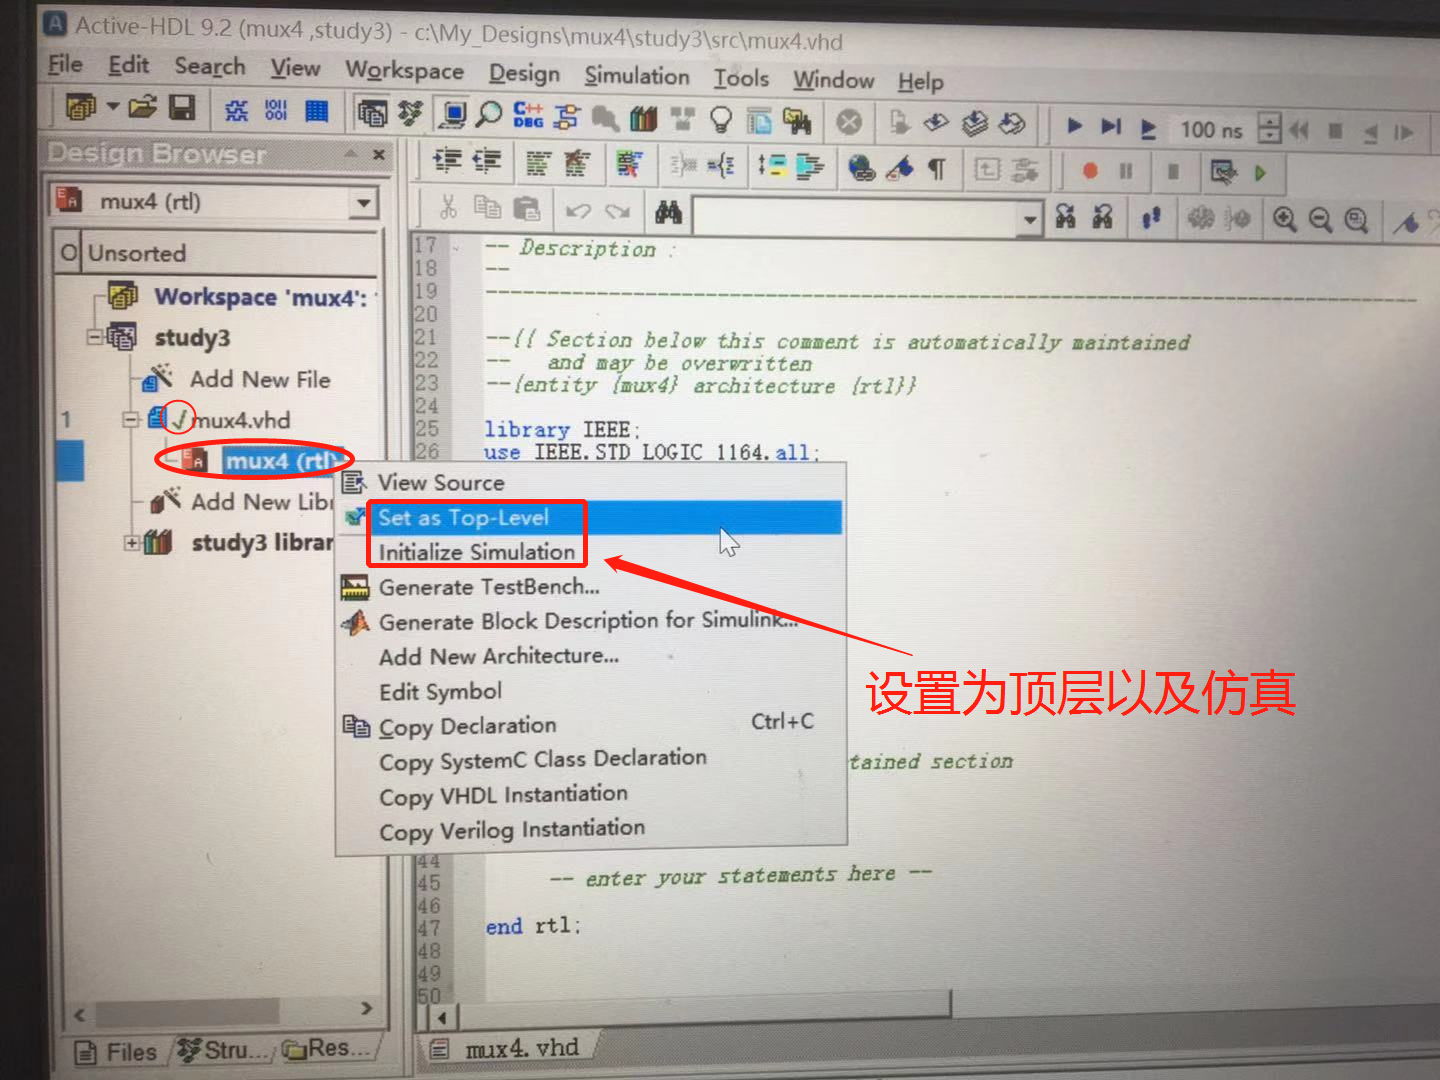 Active-HDL 9.2 (mux4 ,study3) - c:\My_Designs\mux4\study3\src\mux4.vhd
File Edit Search View Workspace Design Simulation Tools Window Help
C++ DBG
100 ns
Design Browser
mux4 (rtl)
O Unsorted
Workspace 'mux4':
study3
Add New File
1 mux4.vhd
mux4 (rtl)
Add New Libr
study3 librar
Files Stru... Res...
17 -- Description :
18 --
19 --------------------------------------------------------------------
20
21 --{{ Section below this comment is automatically maintained
22 -- and may be overwritten
23 --{entity {mux4} architecture {rtl}}
24
25 library IEEE;
26 use IEEE.STD_LOGIC_1164.all;
View Source
Set as Top-Level
Initialize Simulation
Generate TestBench...
Generate Block Description for Simulink...
Add New Architecture...
Edit Symbol
Copy Declaration Ctrl+C
Copy SystemC Class Declaration
Copy VHDL Instantiation
Copy Verilog Instantiation
设置为顶层以及仿真
tained section
44
45 -- enter your statements here --
46
47 end rtl;
48
49
50
mux4.vhd